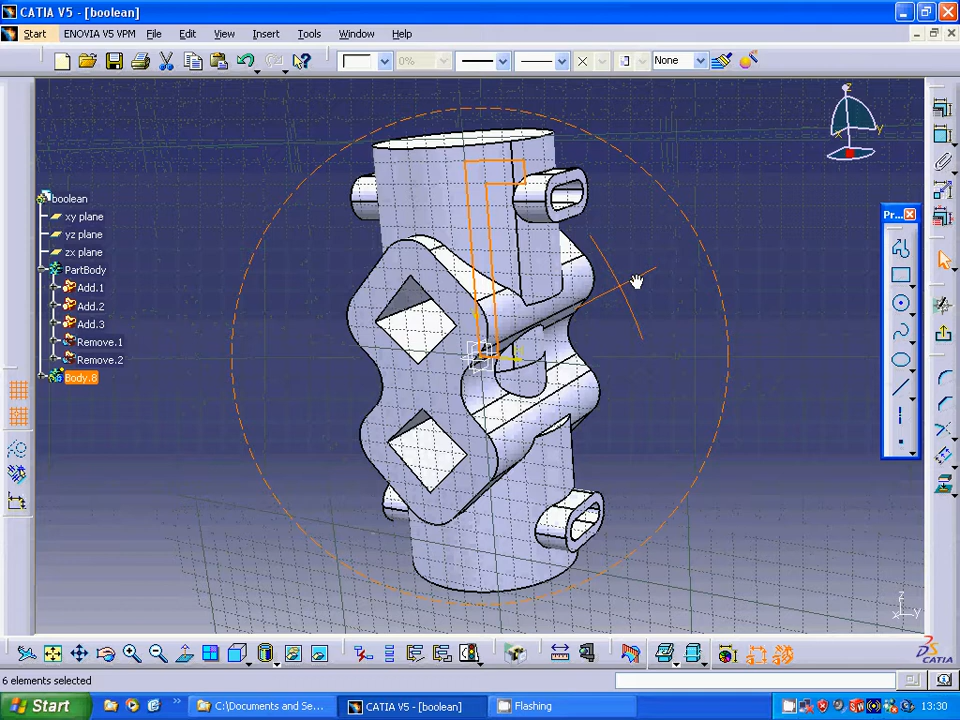 CATIA V5 - [boolean]
Start ENOVIA V5 VPM File Edit View Insert Tools Window Help
0% None
z
y
x
boolean
xy plane
yz plane
zx plane
PartBody
Add.1
Add.2
Add.3
Remove.1
Remove.2
Body.8
Pr...
z
y
x
DS
CATIA
6 elements selected
Start C:\Documents and Se... CATIA V5 - [boolean] Flashing 13:30